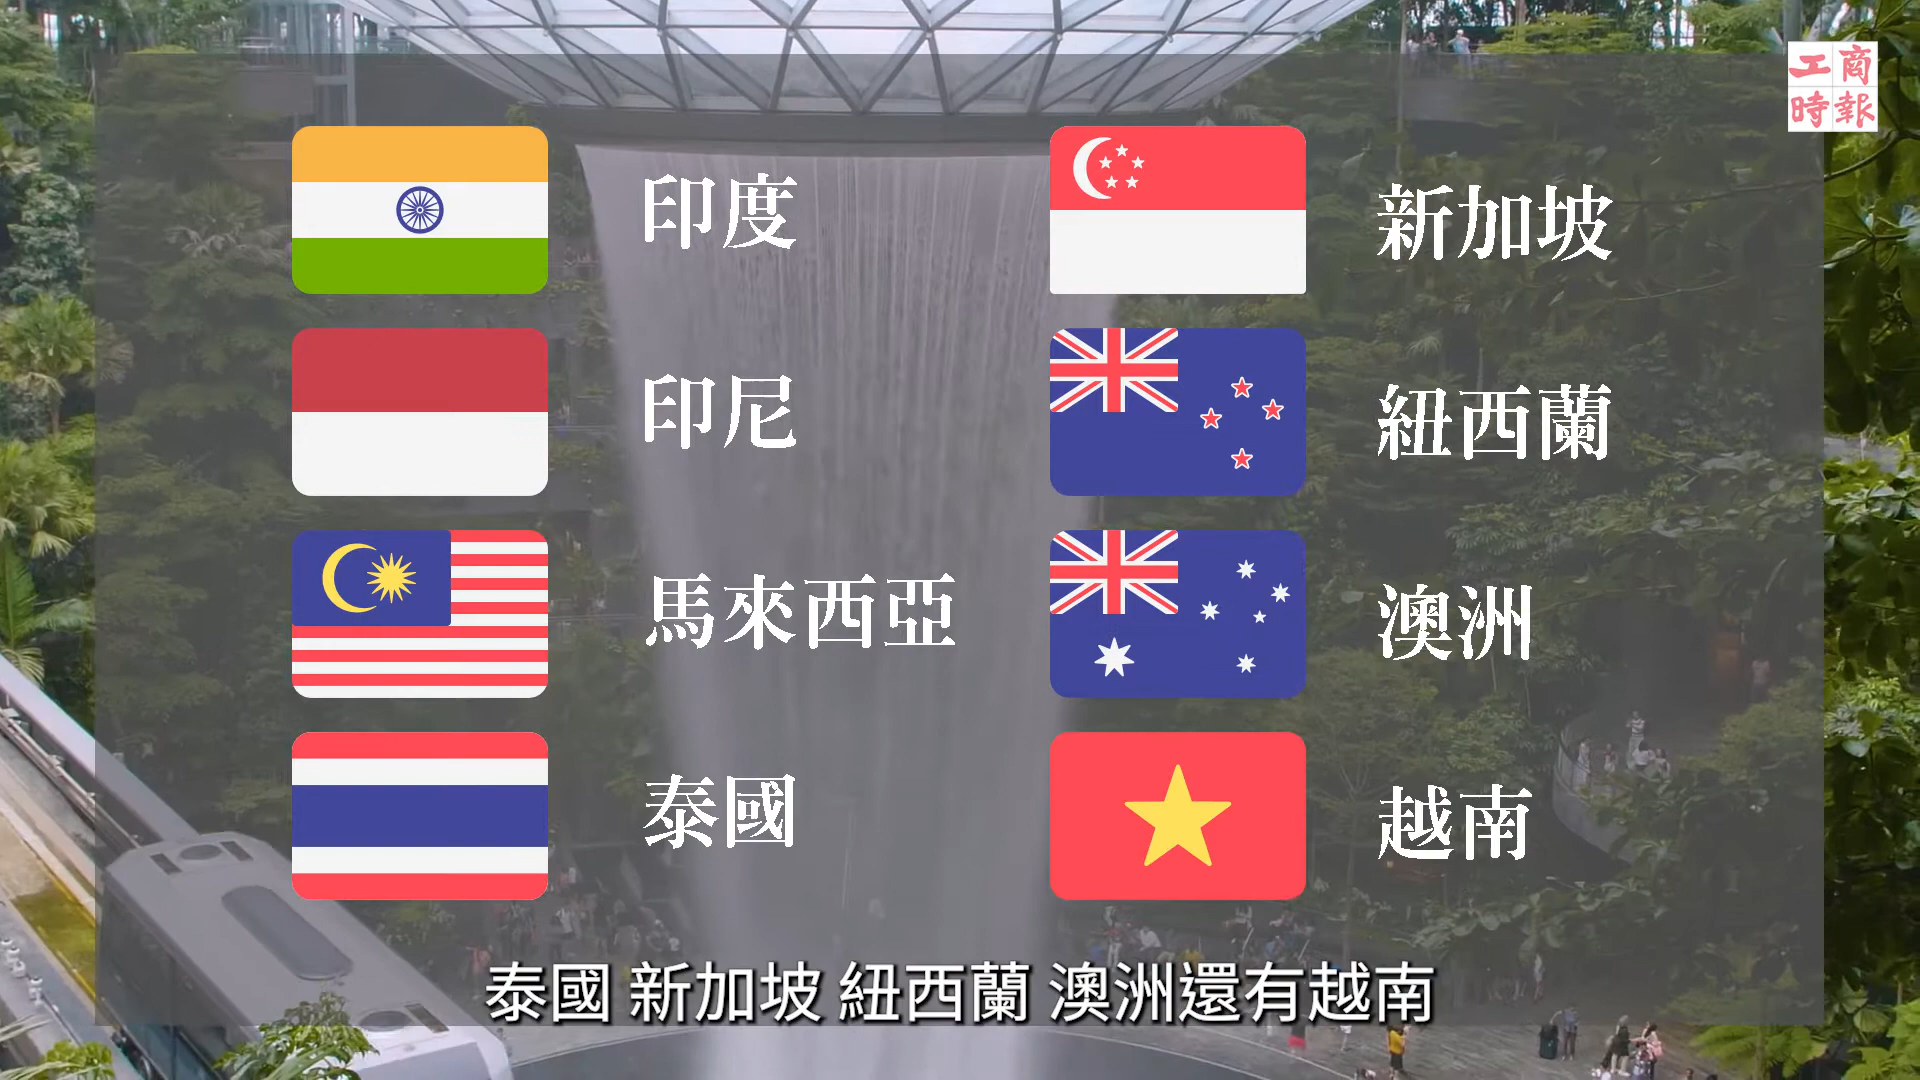 工商
時報
印度
新加坡
印尼
紐西蘭
馬來西亞
澳洲
泰國
越南
泰國 新加坡 紐西蘭 澳洲還有越南